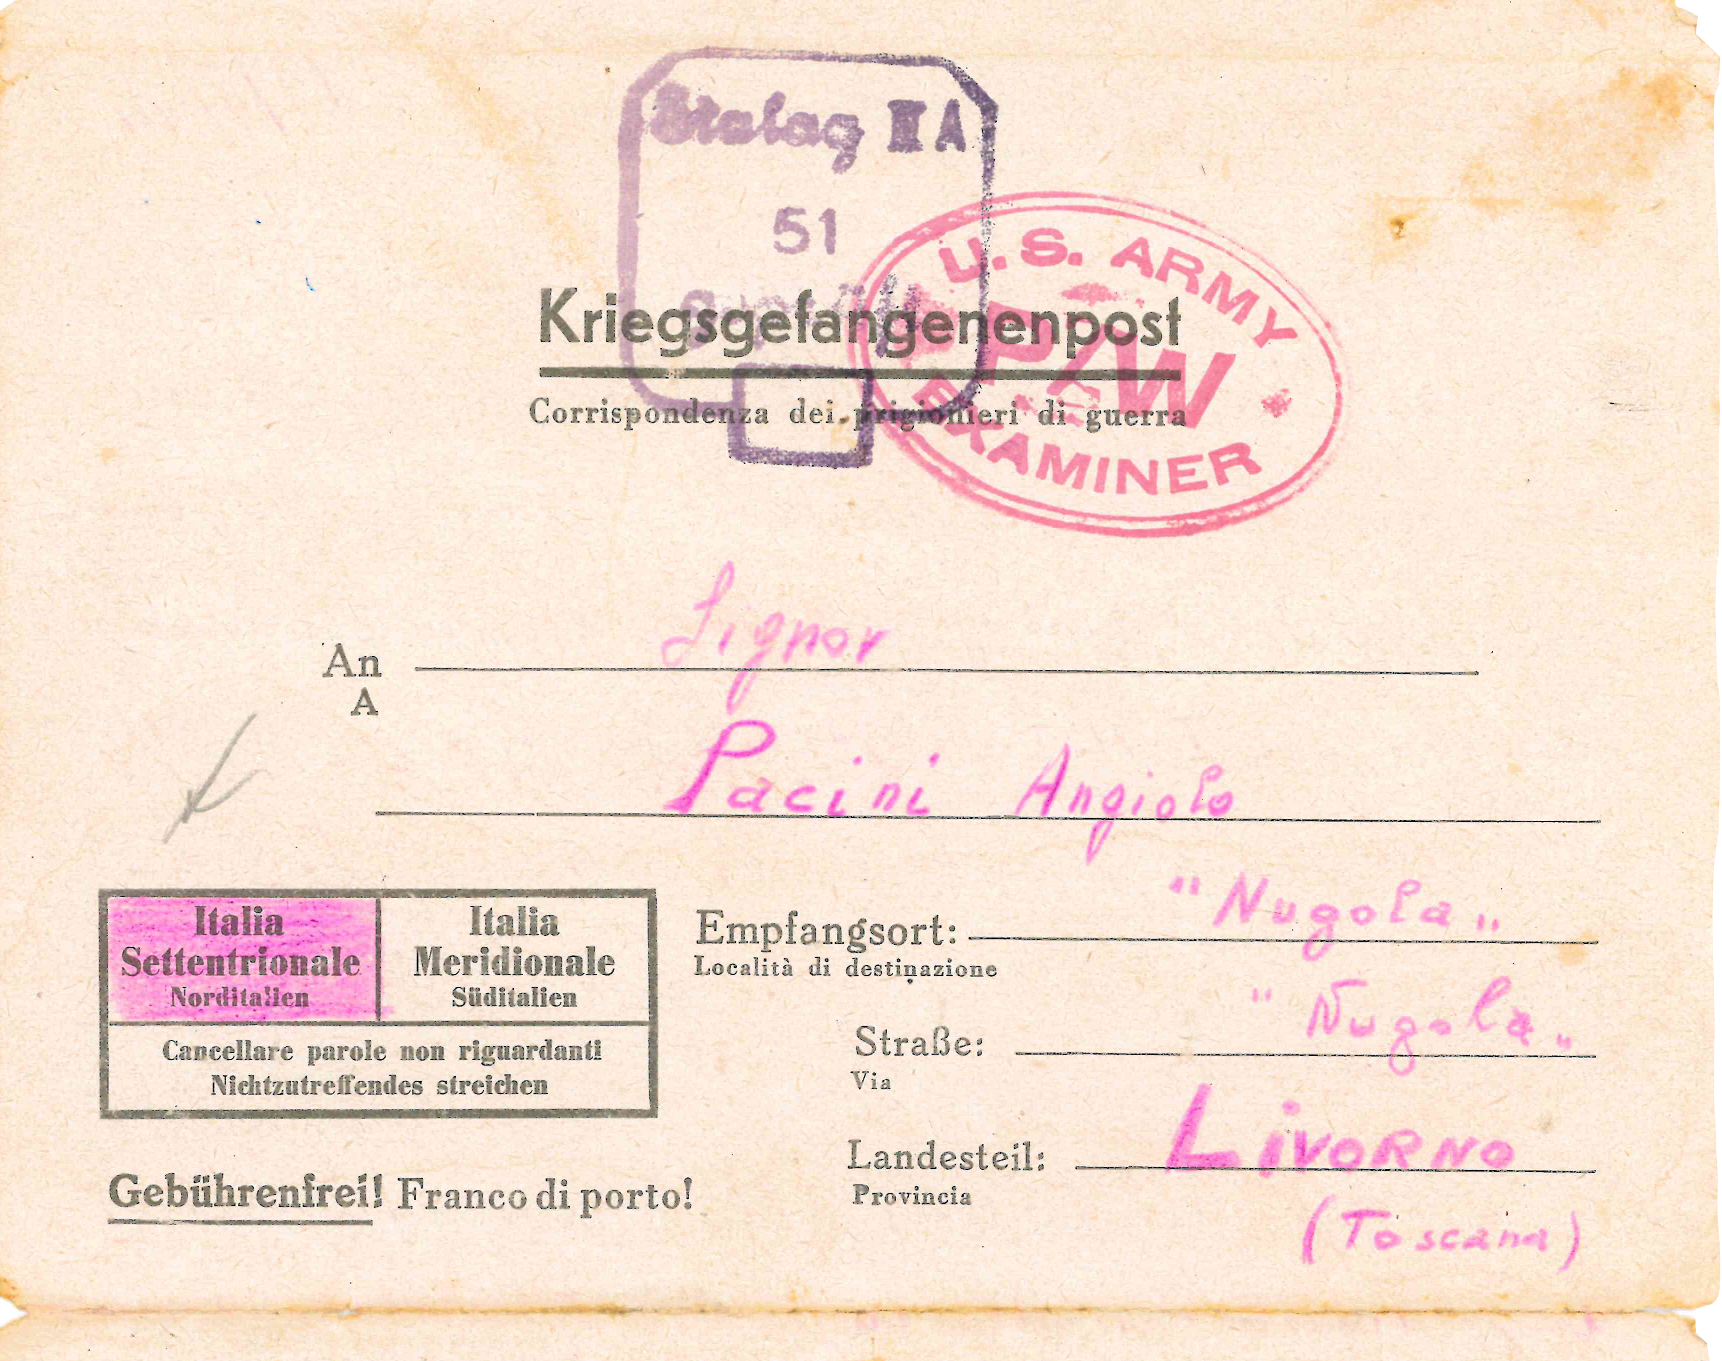 Stalag II A
51
Geprüft
U.S. ARMY
P/W
EXAMINER
Kriegsgefangenenpost
Corrispondenza dei prigionieri di guerra
An Signor
A
Pacini Angiolo
Italia
Settentrionale
Norditalien
Italia
Meridionale
Süditalien
Cancellare parole non riguardanti
Nichtzutreffendes streichen
Empfangsort: "Nugola"
Località di destinazione
Straße: "Nugola"
Via
Landesteil: LIVORNO
Provincia
(Toscana)
Gebührenfrei! Franco di porto!